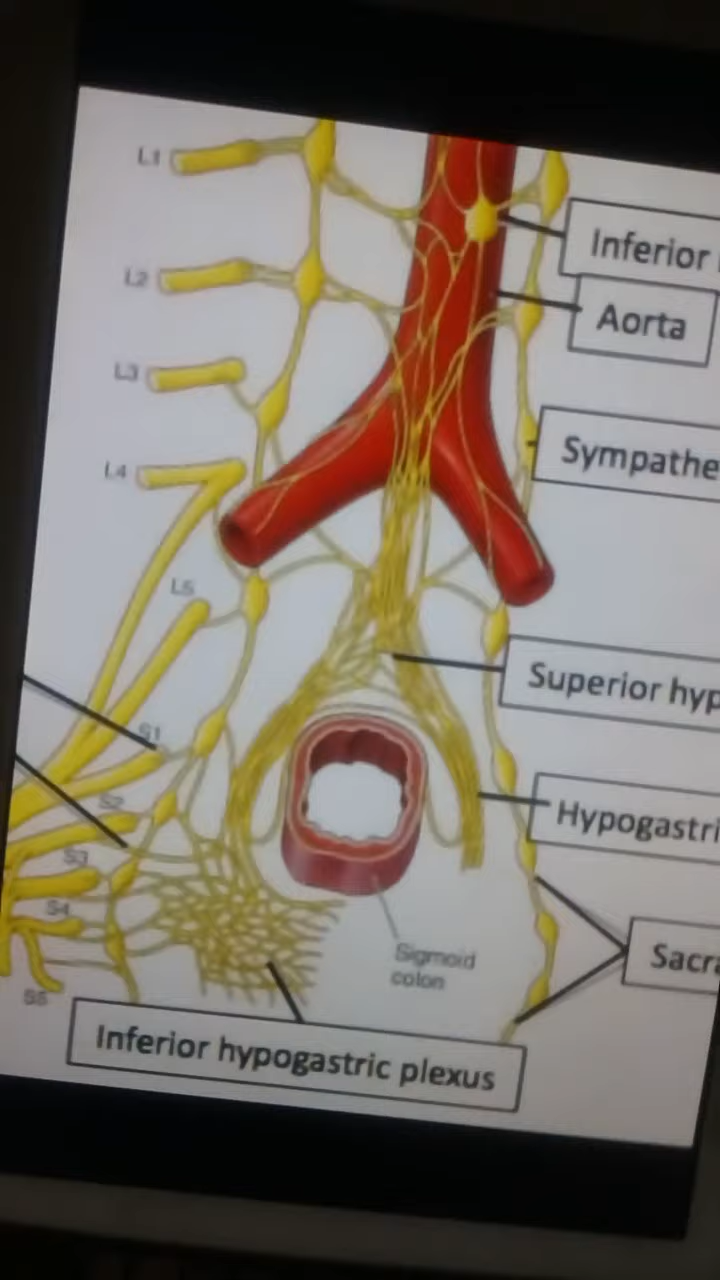 L1
Inferior
L2
Aorta
L3
Sympathe
L4
L5
Superior hyp
S1
S2
Hypogastri
S3
S4
Sacra
Sigmoid
colon
S5
Inferior hypogastric plexus